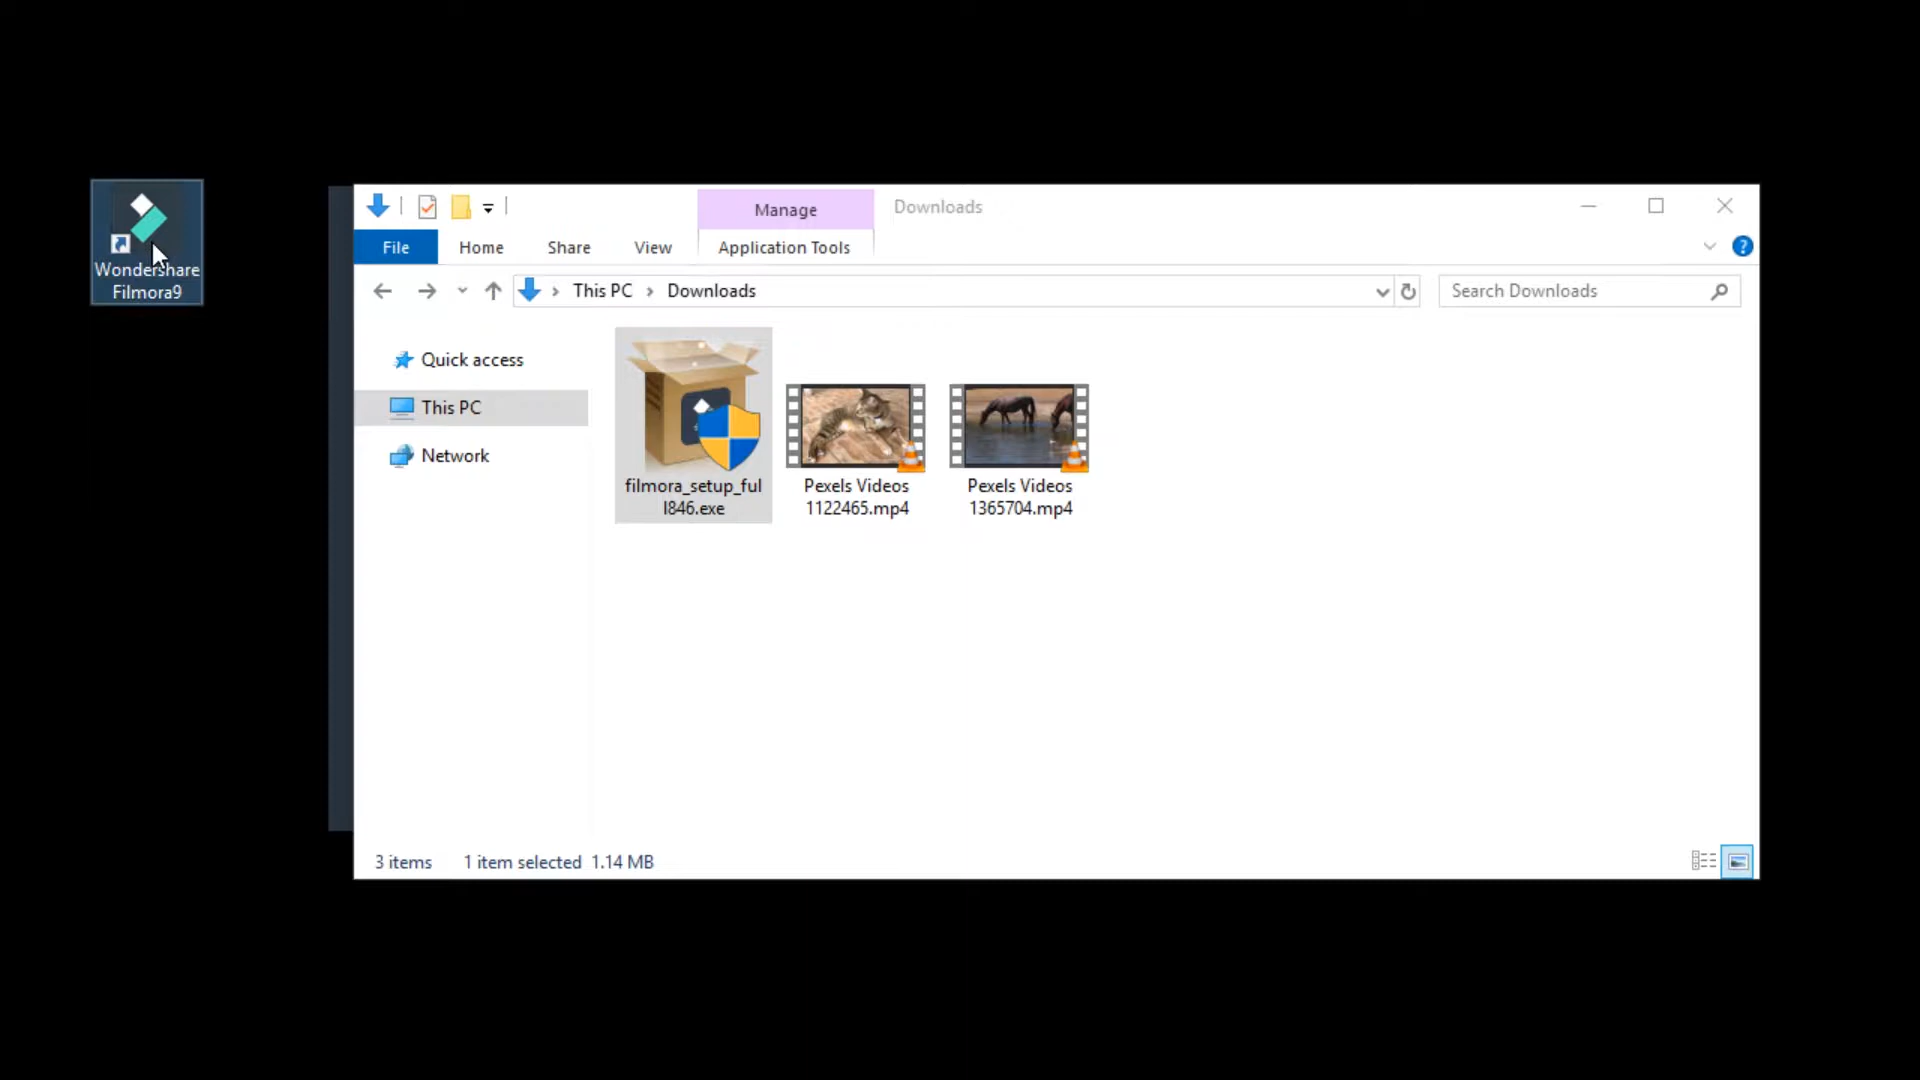 Wondershare
Filmora9
Manage
Downloads
File
Home
Share
View
Application Tools
This PC
Downloads
Search Downloads
Quick access
This PC
Network
filmora_setup_ful
l846.exe
Pexels Videos
1122465.mp4
Pexels Videos
1365704.mp4
3 items
1 item selected 1.14 MB